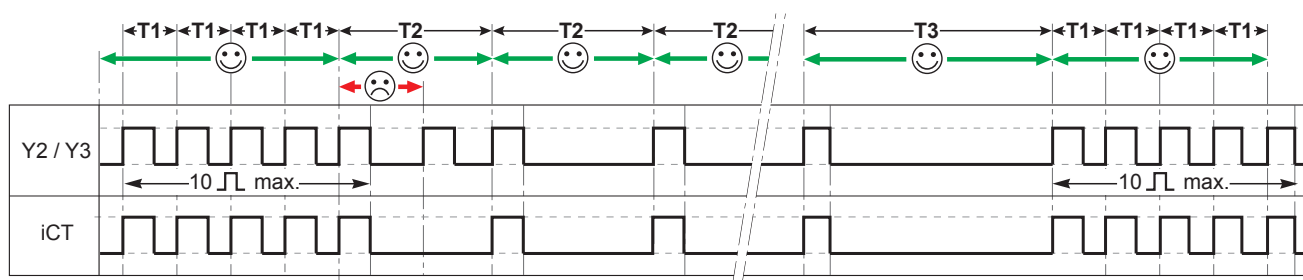 T1 T1 T1 T1 T2 T2 T2 T3 T1 T1 T1 T1
Y2 / Y3
10 max. 10 max.
iCT